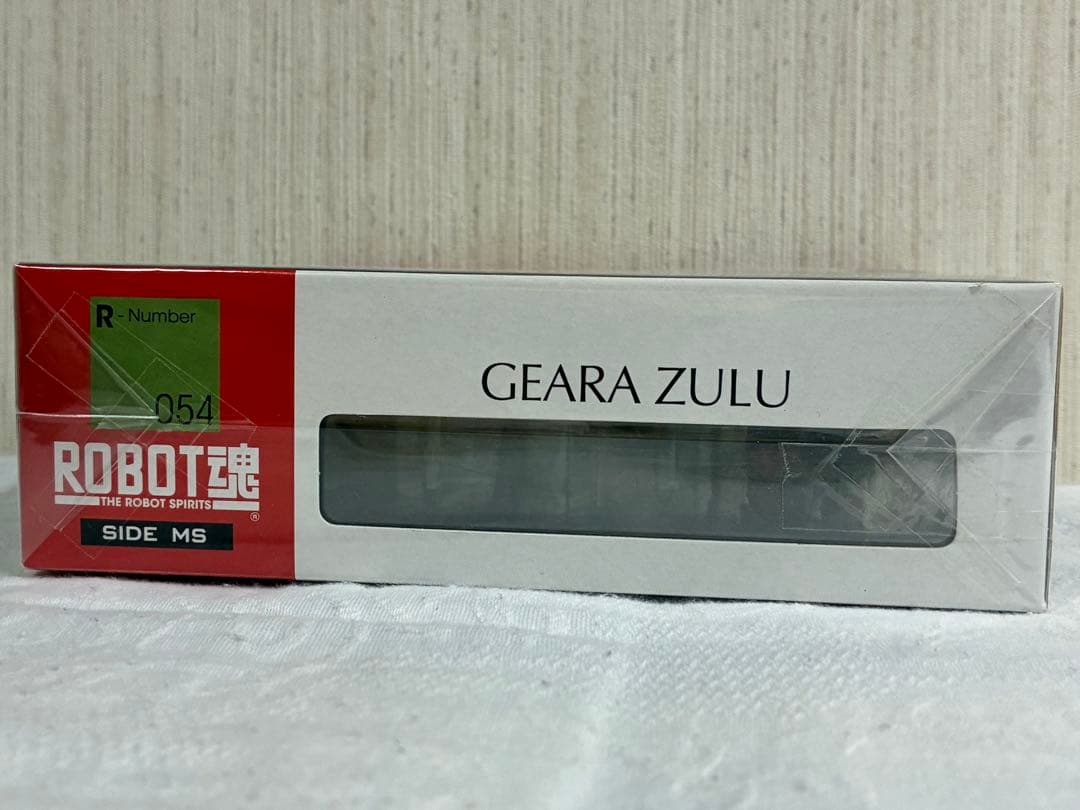 R - Number
054
ROBOT魂
THE ROBOT SPIRITS
®
SIDE MS
GEARA ZULU